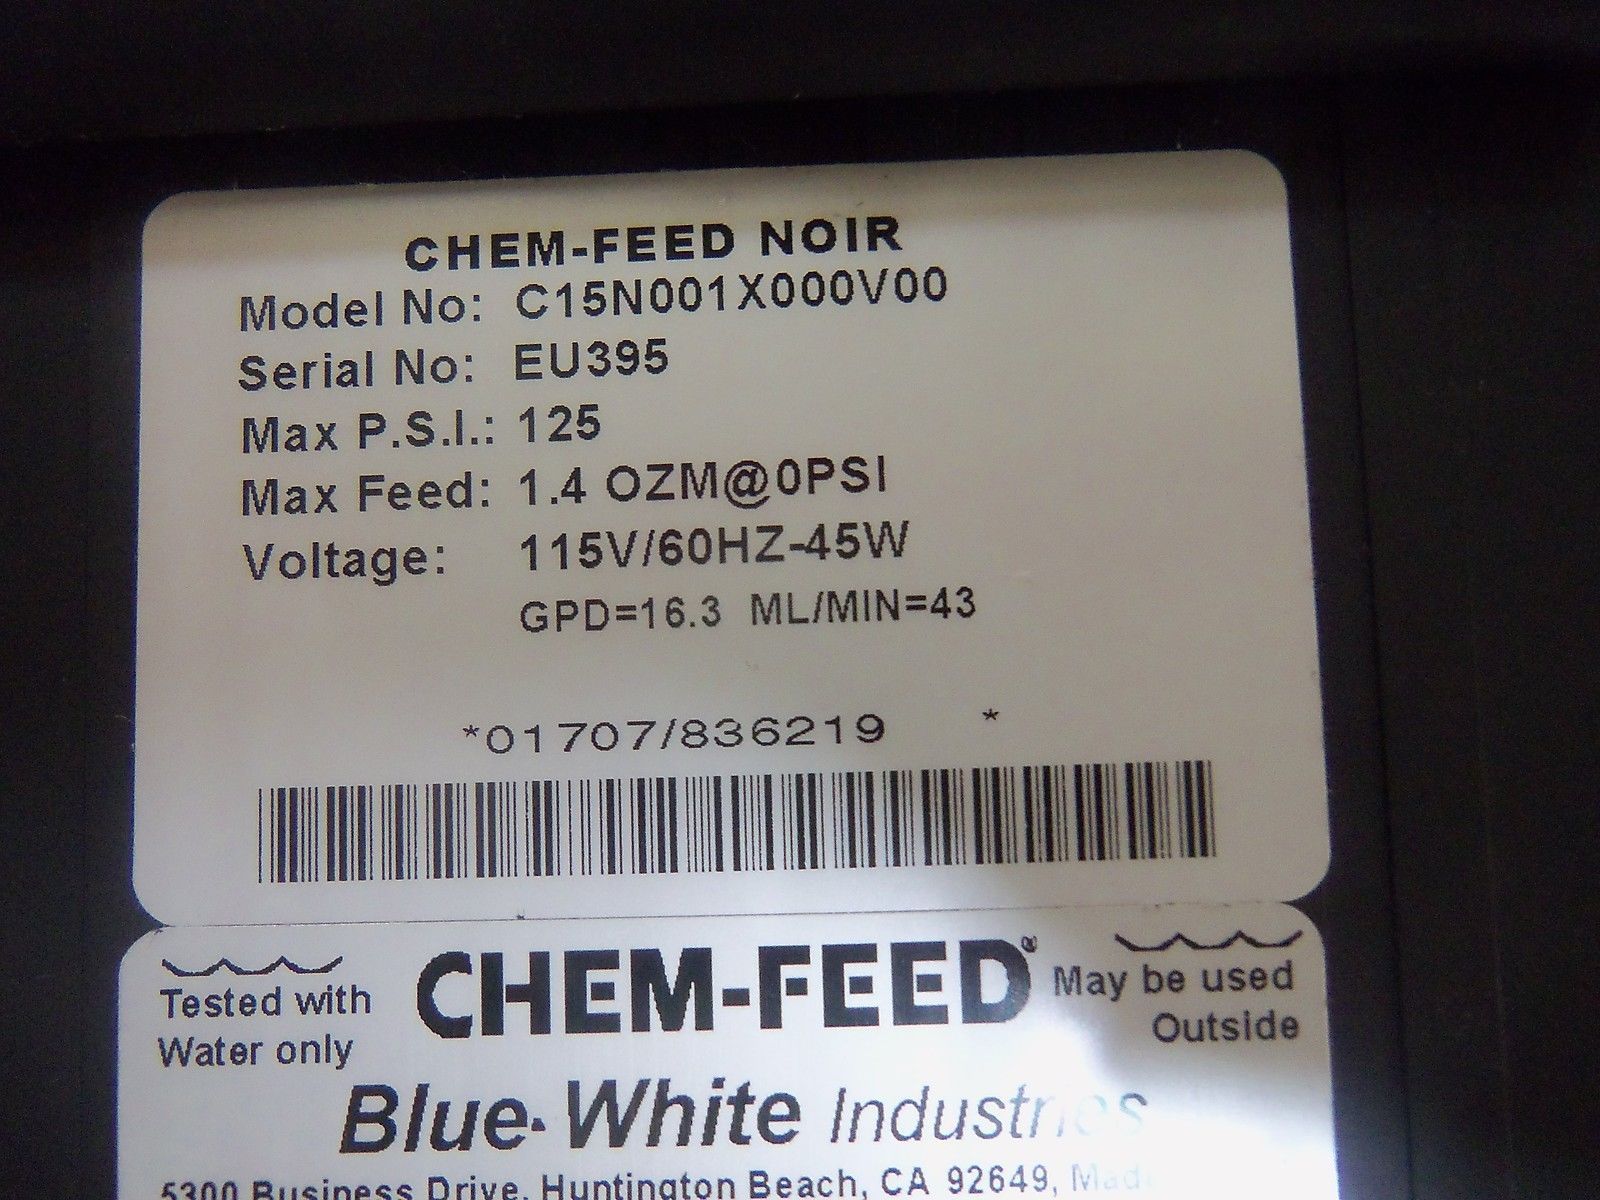 CHEM-FEED NOIR
Model No: C15N001X000V00
Serial No: EU395
Max P.S.I.: 125
Max Feed: 1.4 OZM@0PSI
Voltage: 115V/60HZ-45W
GPD=16.3 ML/MIN=43
*01707/836219 *
Tested with
Water only
CHEM-FEED®
May be used
Outside
Blue-White Industries
5300 Business Drive, Huntington Beach, CA 92649,